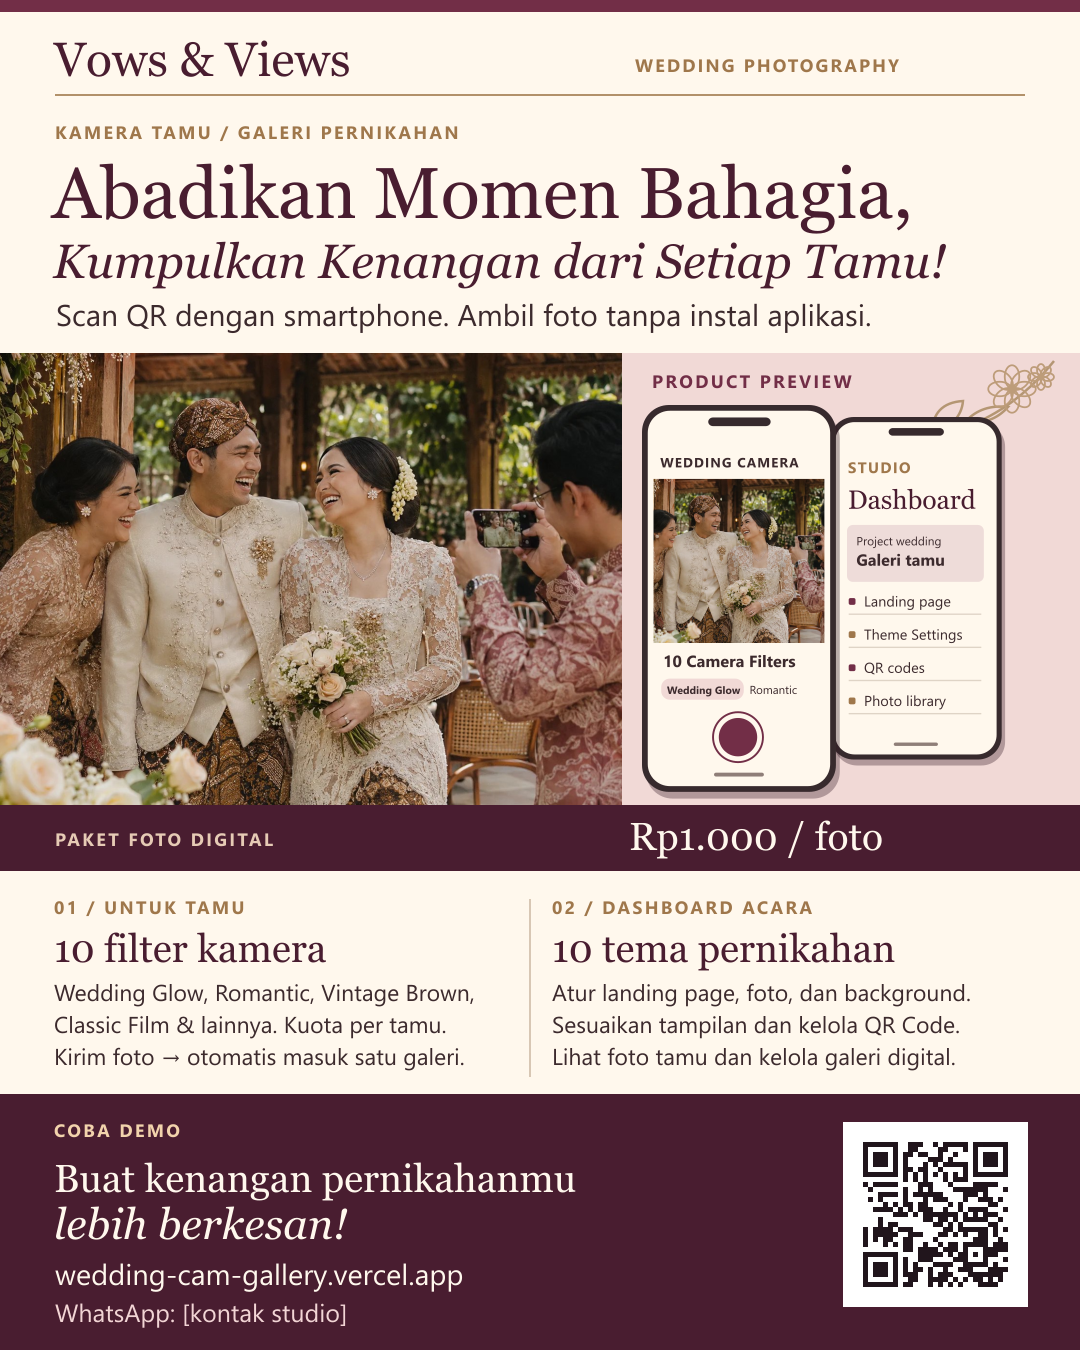 Vows & Views
WEDDING PHOTOGRAPHY
KAMERA TAMU / GALERI PERNIKAHAN
Abadikan Momen Bahagia,
Kumpulkan Kenangan dari Setiap Tamu!
Scan QR dengan smartphone. Ambil foto tanpa instal aplikasi.
PRODUCT PREVIEW
WEDDING CAMERA
10 Camera Filters
Wedding Glow Romantic
STUDIO
Dashboard
Project wedding
Galeri tamu
Landing page
Theme Settings
QR codes
Photo library
PAKET FOTO DIGITAL
Rp1.000 / foto
01 / UNTUK TAMU
10 filter kamera
Wedding Glow, Romantic, Vintage Brown,
Classic Film & lainnya. Kuota per tamu.
Kirim foto → otomatis masuk satu galeri.
02 / DASHBOARD ACARA
10 tema pernikahan
Atur landing page, foto, dan background.
Sesuaikan tampilan dan kelola QR Code.
Lihat foto tamu dan kelola galeri digital.
COBA DEMO
Buat kenangan pernikahanmu
lebih berkesan!
wedding-cam-gallery.vercel.app
WhatsApp: [kontak studio]